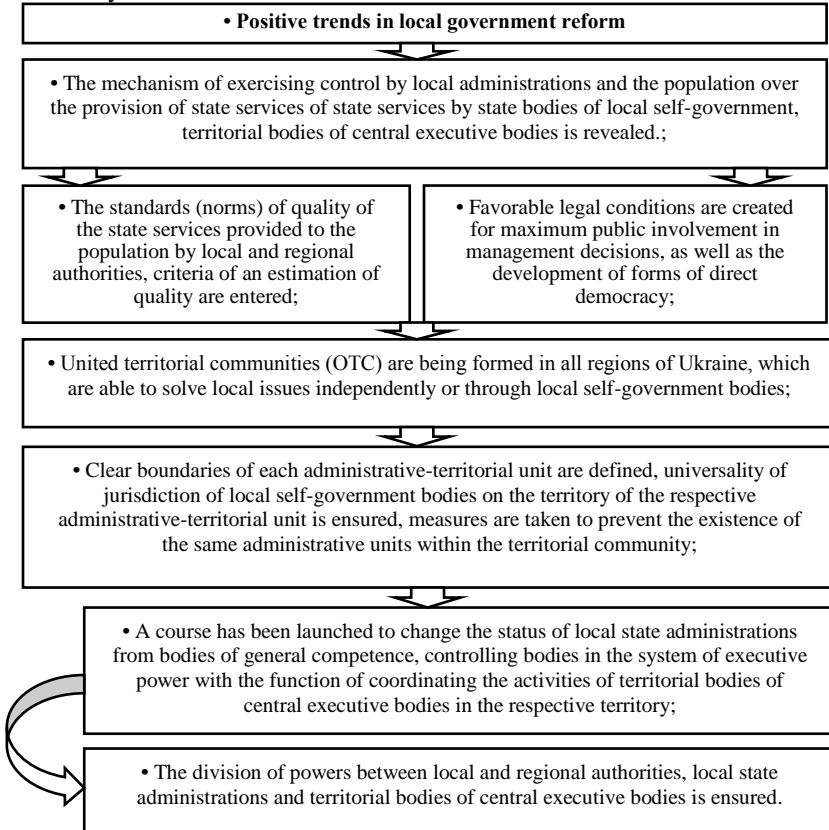 • Positive trends in local government reform
• The mechanism of exercising control by local administrations and the population over
the provision of state services of state services by state bodies of local self-government,
territorial bodies of central executive bodies is revealed.;
• The standards (norms) of quality of
the state services provided to the
population by local and regional
authorities, criteria of an estimation of
quality are entered;
• Favorable legal conditions are created
for maximum public involvement in
management decisions, as well as the
development of forms of direct
democracy;
• United territorial communities (OTC) are being formed in all regions of Ukraine, which
are able to solve local issues independently or through local self-government bodies;
• Clear boundaries of each administrative-territorial unit are defined, universality of
jurisdiction of local self-government bodies on the territory of the respective
administrative-territorial unit is ensured, measures are taken to prevent the existence of
the same administrative units within the territorial community;
• A course has been launched to change the status of local state administrations
from bodies of general competence, controlling bodies in the system of executive
power with the function of coordinating the activities of territorial bodies of
central executive bodies in the respective territory;
• The division of powers between local and regional authorities, local state
administrations and territorial bodies of central executive bodies is ensured.